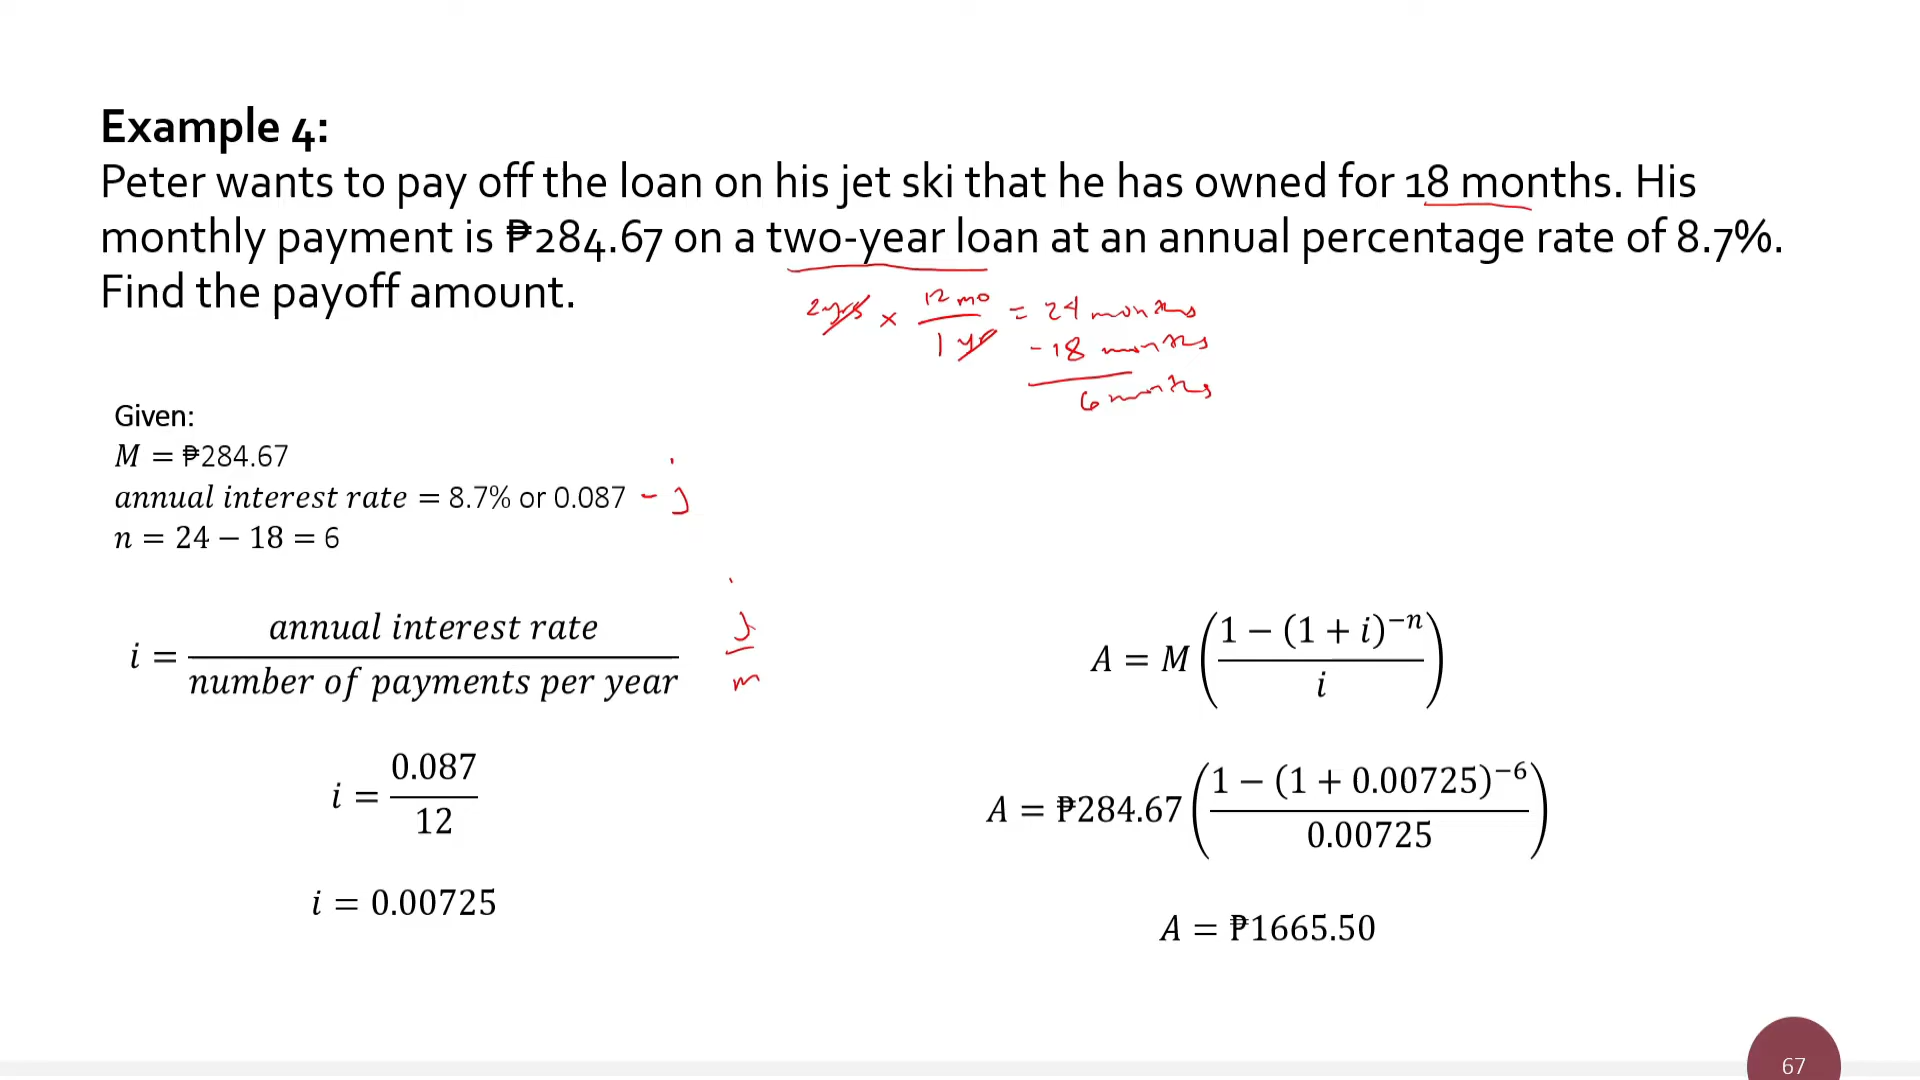 Example 4:
Peter wants to pay off the loan on his jet ski that he has owned for 18 months. His
monthly payment is ₱284.67 on a two-year loan at an annual percentage rate of 8.7%.
Find the payoff amount.
2 yrs × 12 mo / 1 yr = 24 months
- 18 months
6 months
Given:
M = ₱284.67
annual interest rate = 8.7% or 0.087 - j
n = 24 − 18 = 6
i = annual interest rate / number of payments per year
j / m
A = M((1 − (1 + i)^−n) / i)
i = 0.087 / 12
A = ₱284.67((1 − (1 + 0.00725)^−6) / 0.00725)
i = 0.00725
A = ₱1665.50
67